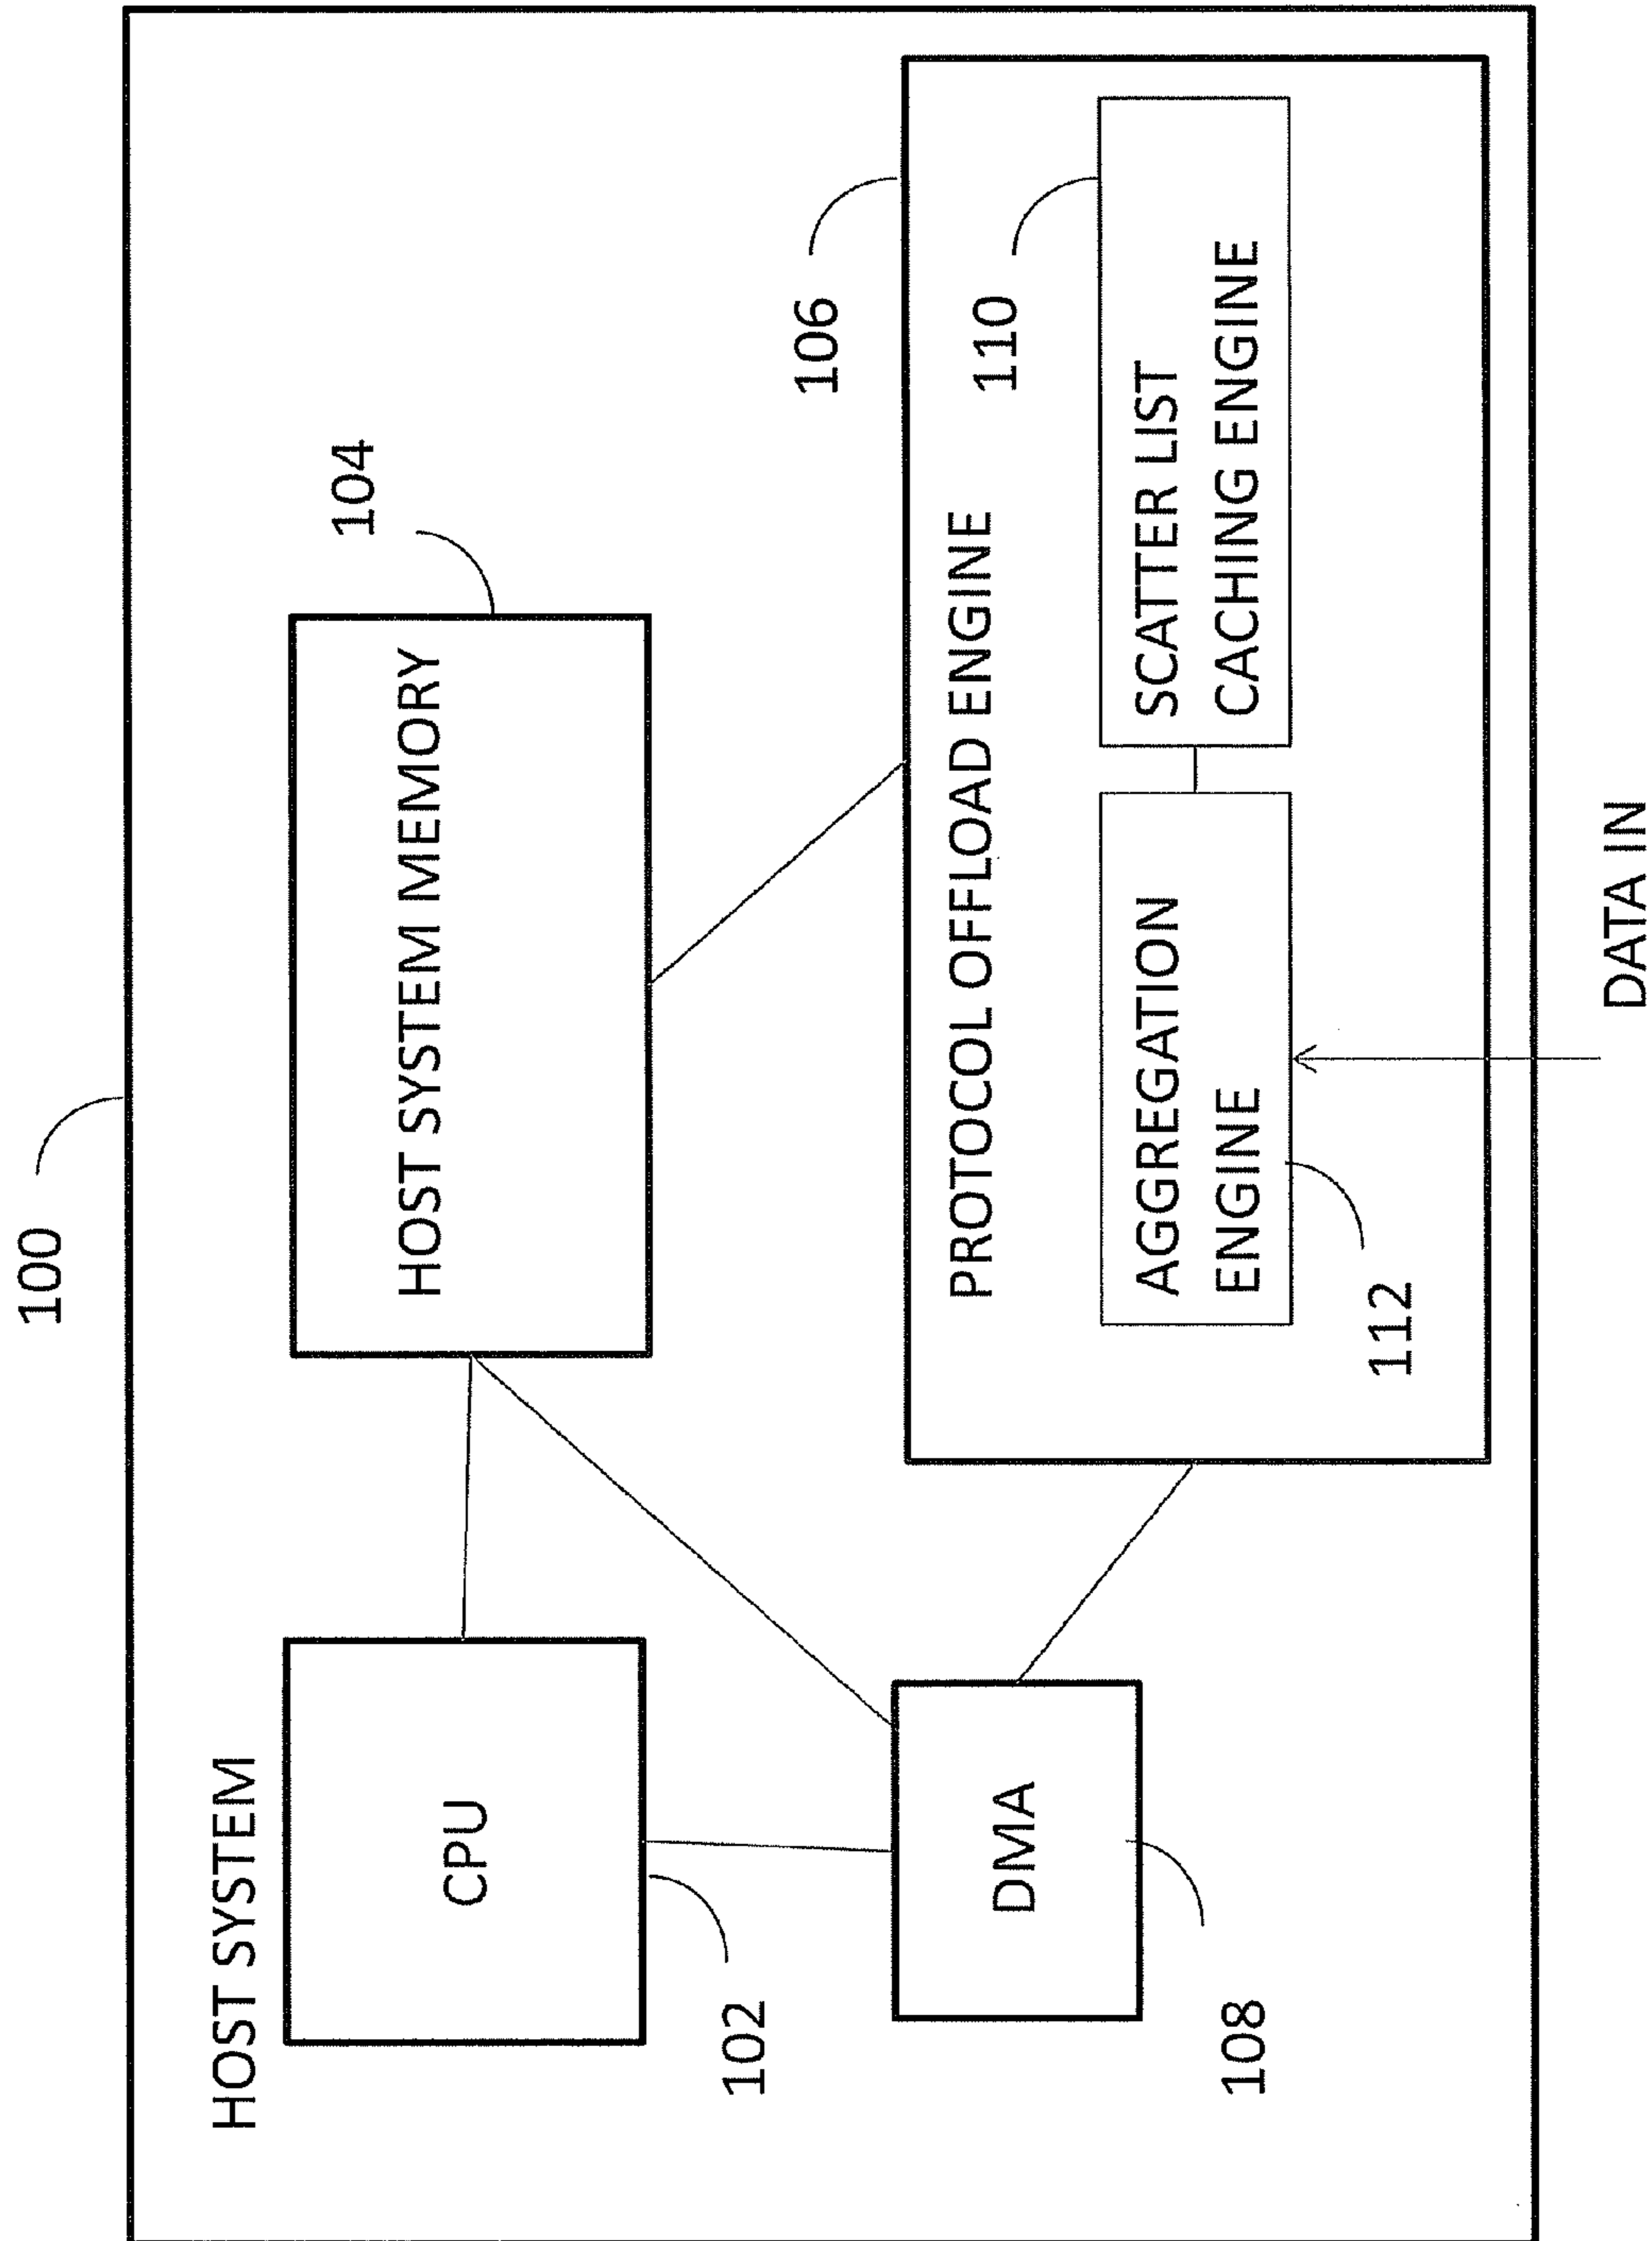 100
HOST SYSTEM
CPU
102
HOST SYSTEM MEMORY
104
DMA
108
106
PROTOCOL OFFLOAD ENGINE
110
AGGREGATION
ENGINE
112
SCATTER LIST
CACHING ENGINE
DATA IN